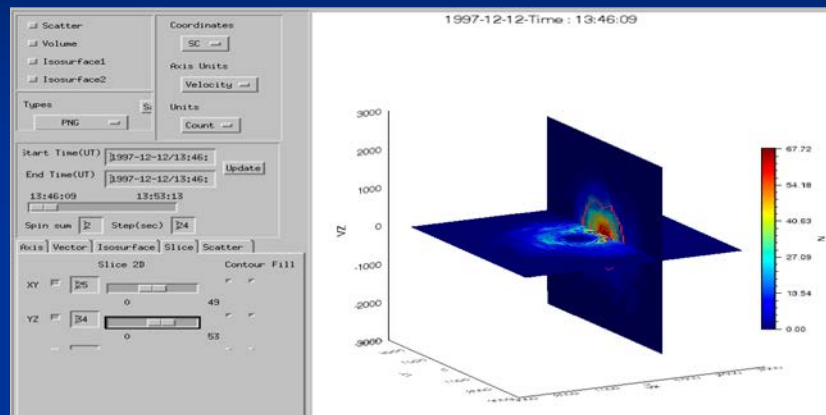 Scatter
Volume
Isosurface1
Isosurface2
Types
PNG
Coordinates
SC
Axis Units
Velocity
Units
Count
Start Time(UT) 1997-12-12/13:46:
End Time(UT) 1997-12-12/13:46:
Update
13:46:09 13:53:13
Spin sum 2 Step(sec) 24
Axis Vector Isosurface Slice Scatter
Slice 2D Contour Fill
XY 25
0 49
YZ 34
0 53
1997-12-12-Time : 13:46:09
3000
2000
1000
0
-1000
-2000
-3000
VZ
67.72
54.18
40.63
27.09
13.54
0.00
N